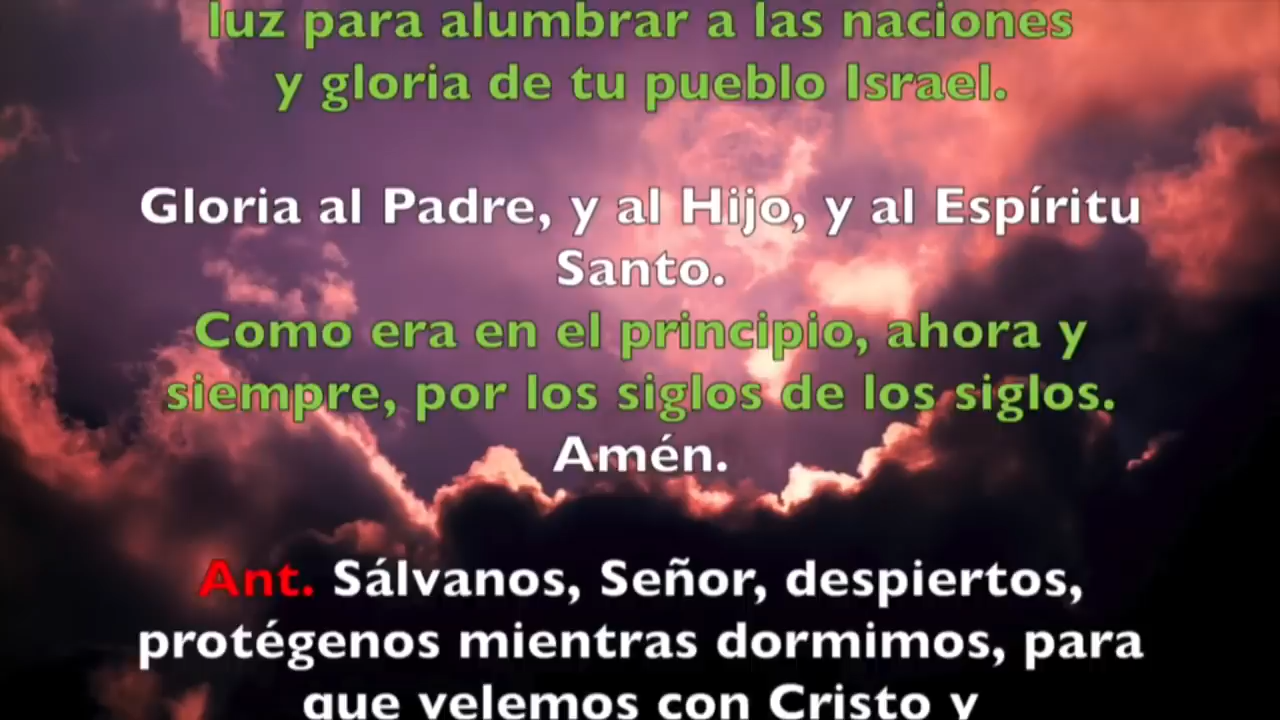 luz para alumbrar a las naciones
y gloria de tu pueblo Israel.
Gloria al Padre, y al Hijo, y al Espíritu
Santo.
Como era en el principio, ahora y
siempre, por los siglos de los siglos.
Amén.
Ant. Sálvanos, Señor, despiertos,
protégenos mientras dormimos, para
que velemos con Cristo y